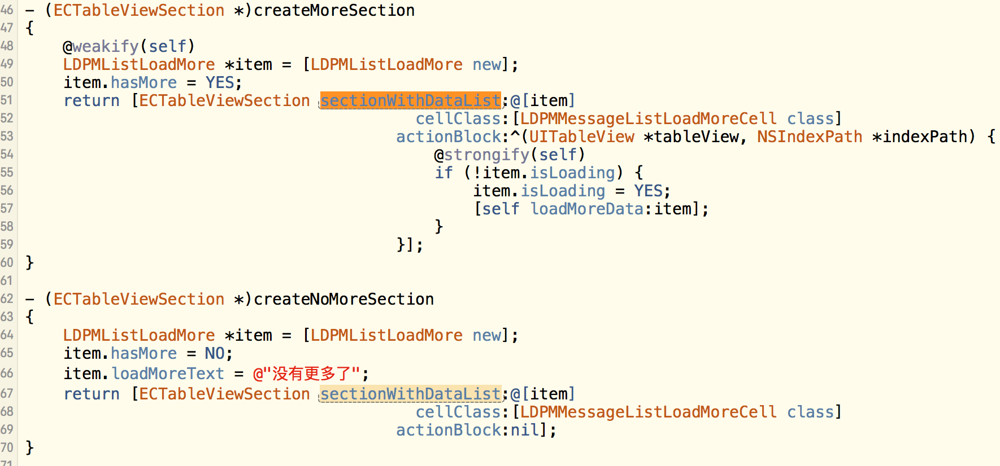 46 - (ECTableViewSection *)createMoreSection
47 {
48     @weakify(self)
49     LDPMListLoadMore *item = [LDPMListLoadMore new];
50     item.hasMore = YES;
51     return [ECTableViewSection sectionWithDataList:@[item]
52                                          cellClass:[LDPMMessageListLoadMoreCell class]
53                                        actionBlock:^(UITableView *tableView, NSIndexPath *indexPath) {
54                                            @strongify(self)
55                                            if (!item.isLoading) {
56                                                item.isLoading = YES;
57                                                [self loadMoreData:item];
58                                            }
59                                        }];
60 }
61
62 - (ECTableViewSection *)createNoMoreSection
63 {
64     LDPMListLoadMore *item = [LDPMListLoadMore new];
65     item.hasMore = NO;
66     item.loadMoreText = @"没有更多了";
67     return [ECTableViewSection sectionWithDataList:@[item]
68                                          cellClass:[LDPMMessageListLoadMoreCell class]
69                                        actionBlock:nil];
70 }
71